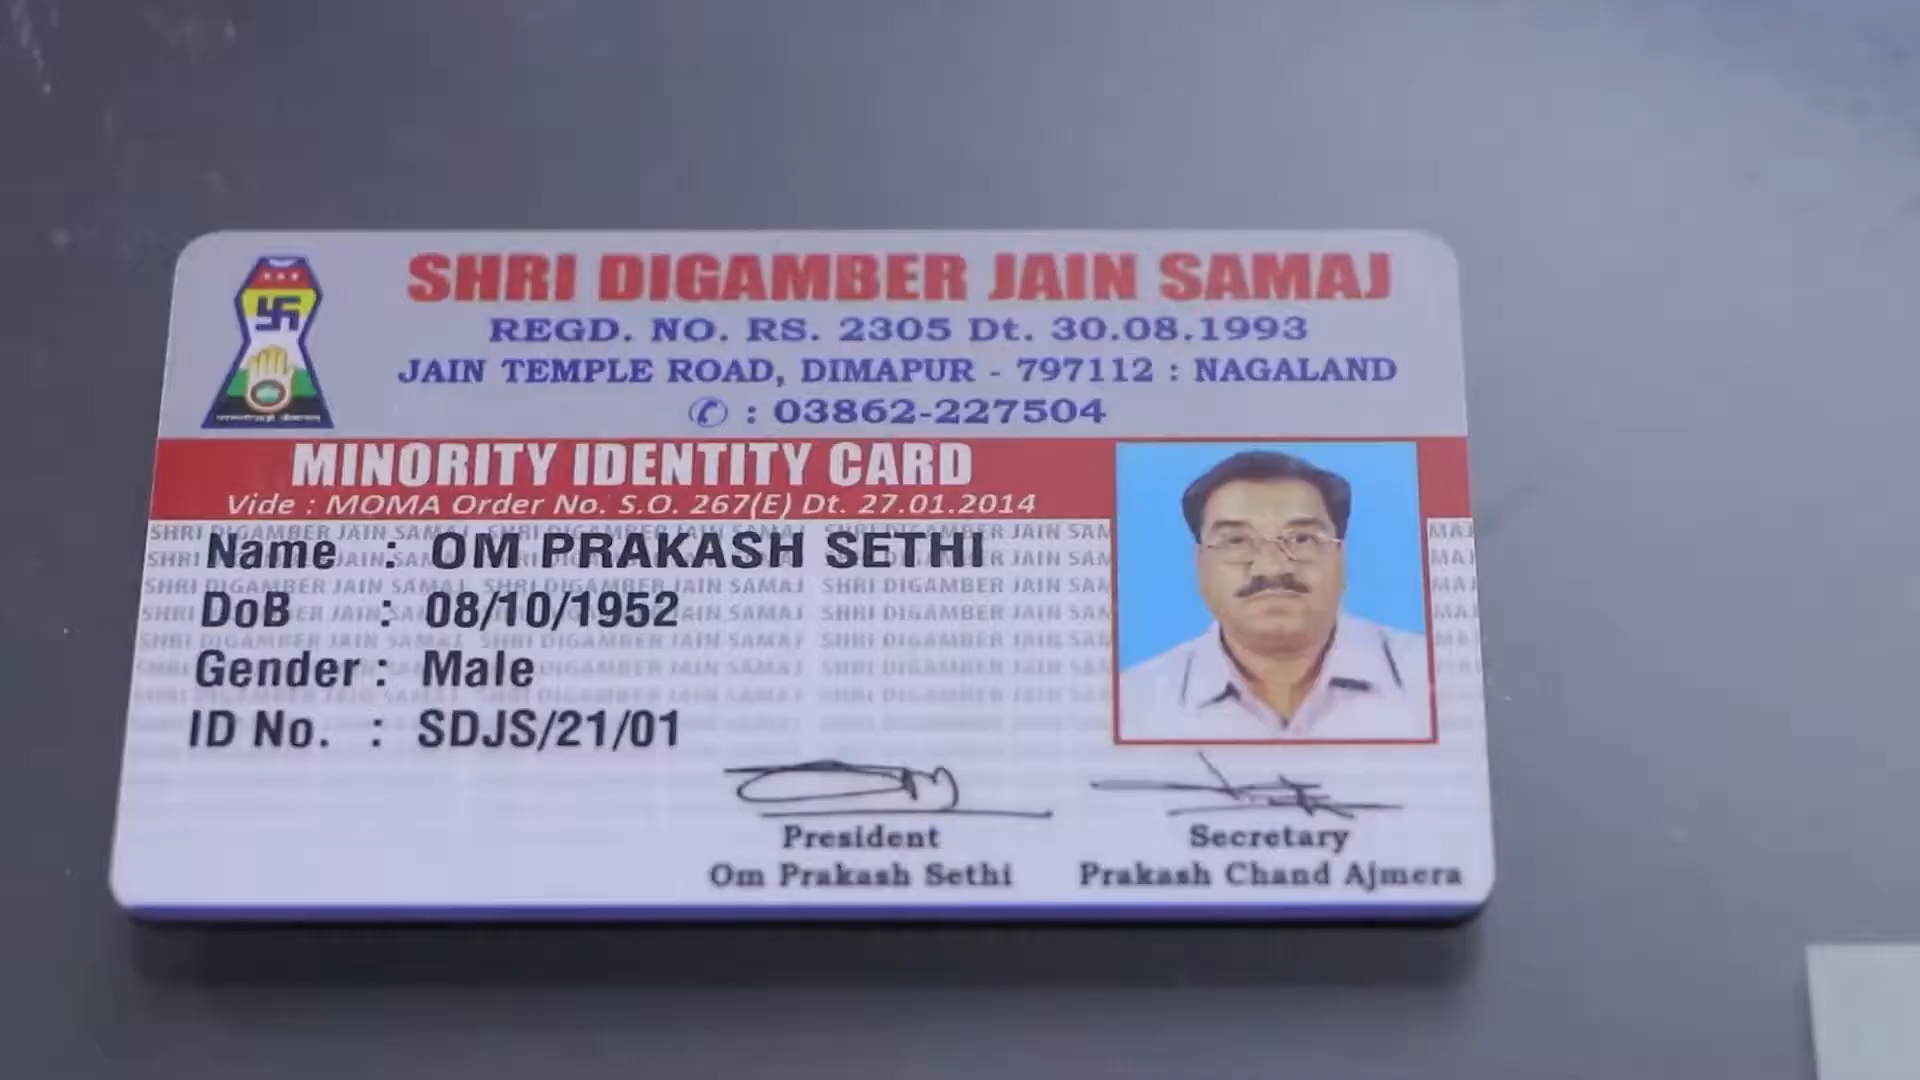 SHRI DIGAMBER JAIN SAMAJ
REGD. NO. RS. 2305 Dt. 30.08.1993
JAIN TEMPLE ROAD, DIMAPUR - 797112 : NAGALAND
✆ : 03862-227504
MINORITY IDENTITY CARD
Vide : MOMA Order No. S.O. 267(E) Dt. 27.01.2014
Name : OM PRAKASH SETHI
DoB : 08/10/1952
Gender : Male
ID No. : SDJS/21/01
President
Om Prakash Sethi
Secretary
Prakash Chand Ajmera